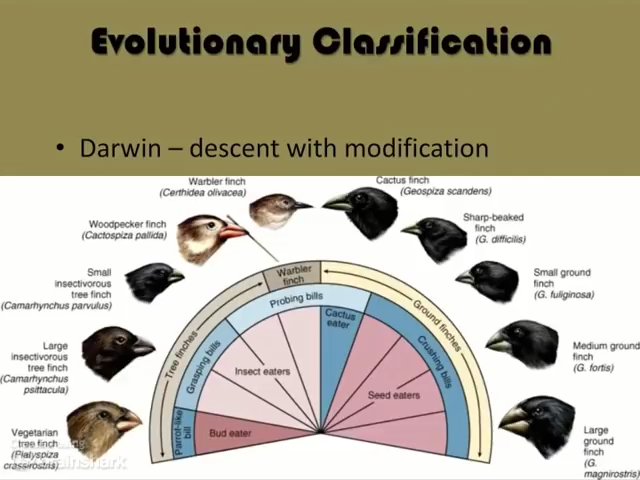 Evolutionary Classification
• Darwin – descent with modification
Warbler finch
(Certhidea olivacea)
Cactus finch
(Geospiza scandens)
Woodpecker finch
(Cactospiza pallida)
Sharp-beaked
finch
(G. difficilis)
Small
insectivorous
tree finch
(Camarhynchus parvulus)
Small ground
finch
(G. fuliginosa)
Large
insectivorous
tree finch
(Camarhynchus
psittacula)
Medium ground
finch
(G. fortis)
Vegetarian
tree finch
(Platyspiza
crassirostris)
Large
ground
finch
(G.
magnirostris)
Warbler
finch
Tree finches
Ground finches
Probing bills
Grasping bills
Crushing bills
Parrot-like
bill
Cactus
eater
Insect eaters
Seed eaters
Bud eater